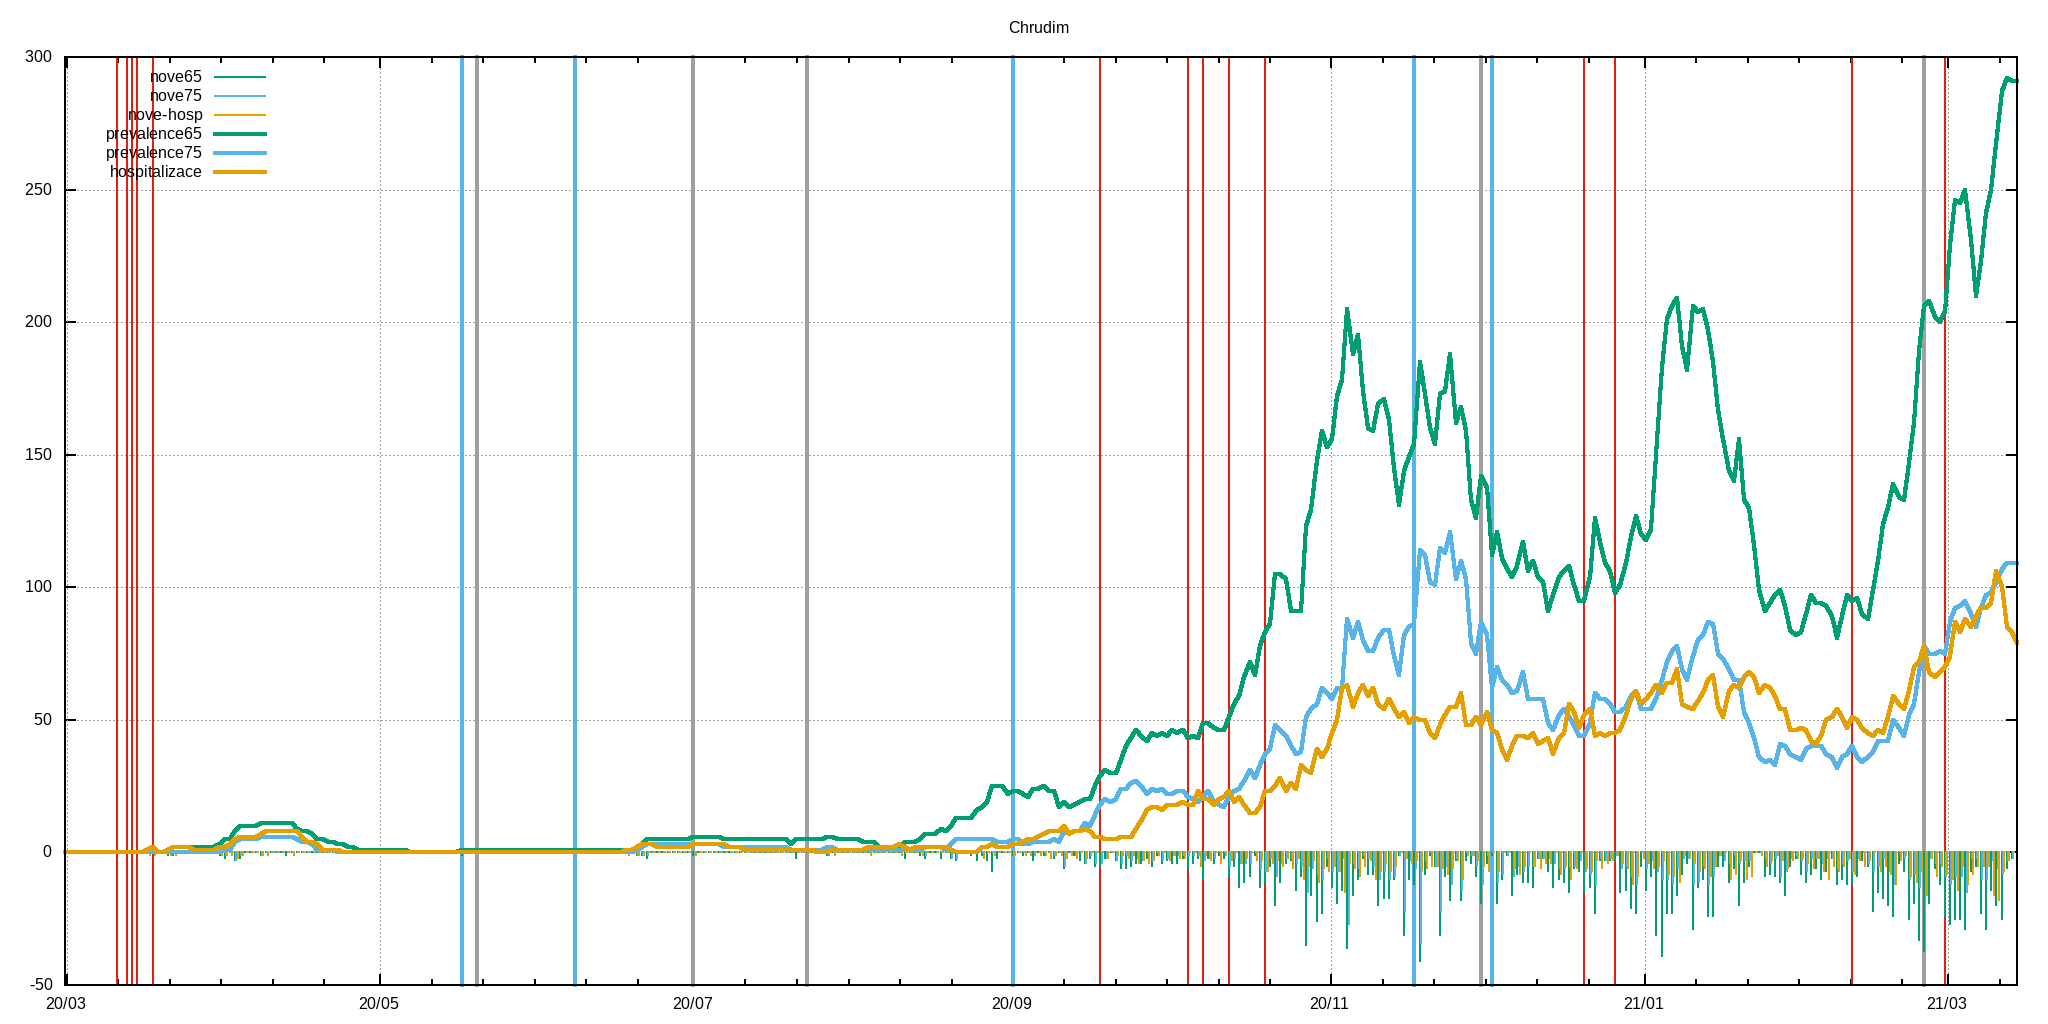 Chrudim
300
250
200
150
100
50
0
-50
nove65
nove75
nove-hosp
prevalence65
prevalence75
hospitalizace
20/03 20/05 20/07 20/09 20/11 21/01 21/03